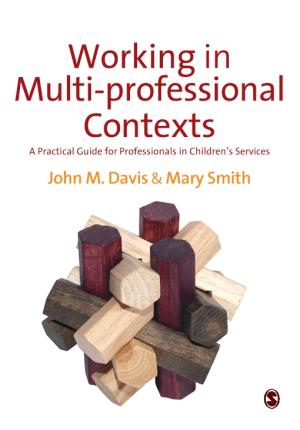 Working in
Multi-professional
Contexts
A Practical Guide for Professionals in Children's Services
John M. Davis & Mary Smith